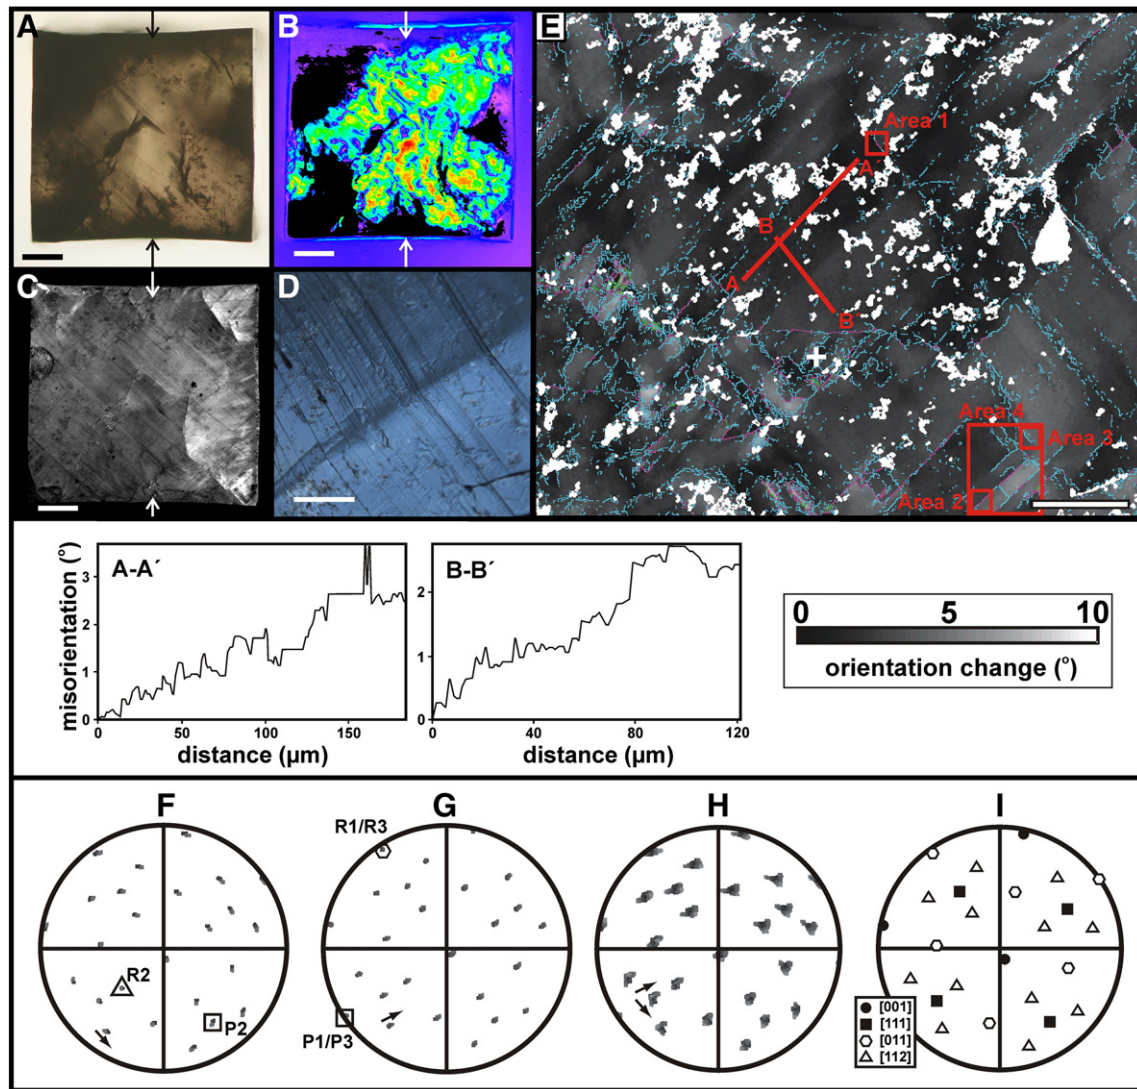 A
B
E
Area 1
A´
B
A
B´
C
D
Area 4
Area 3
Area 2
misorientation (°)
A-A´
3
2
1
0
0 50 100 150
distance (µm)
B-B´
2
1
0
0 40 80 120
distance (µm)
0 5 10
orientation change (°)
F
R2
P2
G
R1/R3
P1/P3
H
I
[001]
[111]
[011]
[112]